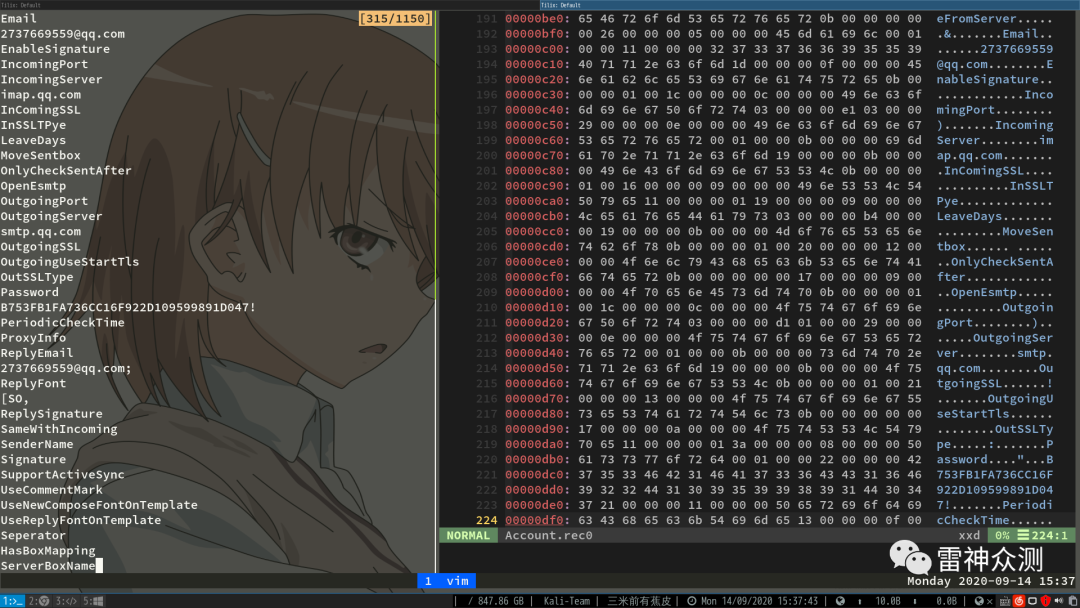 Tilix: Default
Tilix: Default
Email
[315/1150]
2737669559@qq.com
EnableSignature
IncomingPort
IncomingServer
imap.qq.com
InComingSSL
InSSLTPye
LeaveDays
MoveSentbox
OnlyCheckSentAfter
OpenEsmtp
OutgoingPort
OutgoingServer
smtp.qq.com
OutgoingSSL
OutgoingUseStartTls
OutSSLType
Password
B753FB1FA736CC16F922D109599891D047!
PeriodicCheckTime
ProxyInfo
ReplyEmail
2737669559@qq.com;
ReplyFont
[SO,
ReplySignature
SameWithIncoming
SenderName
Signature
SupportActiveSync
UseCommentMark
UseNewComposeFontOnTemplate
UseReplyFontOnTemplate
Seperator
HasBoxMapping
ServerBoxName
191 00000be0: 65 46 72 6f 6d 53 65 72 76 65 72 0b 00 00 00 00 eFromServer.....
192 00000bf0: 00 26 00 00 00 05 00 00 00 45 6d 61 69 6c 00 01 .&.......Email..
193 00000c00: 00 00 11 00 00 00 32 37 33 37 36 36 39 35 35 39 ......2737669559
194 00000c10: 40 71 71 2e 63 6f 6d 1d 00 00 00 0f 00 00 00 45 @qq.com........E
195 00000c20: 6e 61 62 6c 65 53 69 67 6e 61 74 75 72 65 0b 00 nableSignature..
196 00000c30: 00 00 01 00 1c 00 00 00 0c 00 00 00 49 6e 63 6f ............Inco
197 00000c40: 6d 69 6e 67 50 6f 72 74 03 00 00 00 e1 03 00 00 mingPort........
198 00000c50: 29 00 00 00 0e 00 00 00 49 6e 63 6f 6d 69 6e 67 ).......Incoming
199 00000c60: 53 65 72 76 65 72 00 01 00 00 0b 00 00 00 69 6d Server........im
200 00000c70: 61 70 2e 71 71 2e 63 6f 6d 19 00 00 00 0b 00 00 ap.qq.com.......
201 00000c80: 00 49 6e 43 6f 6d 69 6e 67 53 53 4c 0b 00 00 00 .InComingSSL....
202 00000c90: 01 00 16 00 00 00 09 00 00 00 49 6e 53 53 4c 54 ..........InSSLT
203 00000ca0: 50 79 65 11 00 00 00 01 19 00 00 00 09 00 00 00 Pye.............
204 00000cb0: 4c 65 61 76 65 44 61 79 73 03 00 00 00 b4 00 00 LeaveDays.......
205 00000cc0: 00 19 00 00 00 0b 00 00 00 4d 6f 76 65 53 65 6e .........MoveSen
206 00000cd0: 74 62 6f 78 0b 00 00 00 01 00 20 00 00 00 12 00 tbox...... .....
207 00000ce0: 00 00 4f 6e 6c 79 43 68 65 63 6b 53 65 6e 74 41 ..OnlyCheckSentA
208 00000cf0: 66 74 65 72 0b 00 00 00 00 00 17 00 00 00 09 00 fter............
209 00000d00: 00 00 4f 70 65 6e 45 73 6d 74 70 0b 00 00 00 01 ..OpenEsmtp.....
210 00000d10: 00 1c 00 00 00 0c 00 00 00 4f 75 74 67 6f 69 6e .........Outgoin
211 00000d20: 67 50 6f 72 74 03 00 00 00 d1 01 00 00 29 00 00 gPort........)..
212 00000d30: 00 0e 00 00 00 4f 75 74 67 6f 69 6e 67 53 65 72 .....OutgoingSer
213 00000d40: 76 65 72 00 01 00 00 0b 00 00 00 73 6d 74 70 2e ver........smtp.
214 00000d50: 71 71 2e 63 6f 6d 19 00 00 00 0b 00 00 00 4f 75 qq.com........Ou
215 00000d60: 74 67 6f 69 6e 67 53 53 4c 0b 00 00 00 01 00 21 tgoingSSL......!
216 00000d70: 00 00 00 13 00 00 00 4f 75 74 67 6f 69 6e 67 55 .......OutgoingU
217 00000d80: 73 65 53 74 61 72 74 54 6c 73 0b 00 00 00 00 00 seStartTls......
218 00000d90: 17 00 00 00 0a 00 00 00 4f 75 74 53 53 4c 54 79 ........OutSSLTy
219 00000da0: 70 65 11 00 00 00 01 3a 00 00 00 08 00 00 00 50 pe.....:.......P
220 00000db0: 61 73 73 77 6f 72 64 00 01 00 00 22 00 00 00 42 assword...."...B
221 00000dc0: 37 35 33 46 42 31 46 41 37 33 36 43 43 31 36 46 753FB1FA736CC16F
222 00000dd0: 39 32 32 44 31 30 39 35 39 39 38 39 31 44 30 34 922D109599891D04
223 00000de0: 37 21 00 00 00 11 00 00 00 50 65 72 69 6f 64 69 7!.......Periodi
224 00000df0: 63 43 68 65 63 6b 54 69 6d 65 13 00 00 00 0f 00 cCheckTime......
NORMAL Account.rec0 xxd 0% ☰ 224:1
雷神众测
1 vim
Monday 2020-09-14 15:37
1:>_ 2: 3:</> 5:
| / 847.86 GB | Kali-Team | 三米前有蕉皮 | Mon 14/09/2020 15:37:43 | 10.0B 0.0B